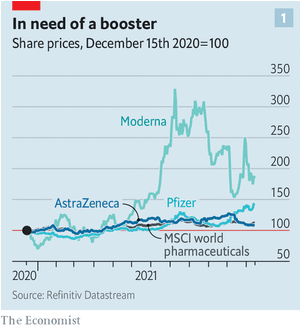 In need of a booster
1
Share prices, December 15th 2020=100
350
300
Moderna
250
200
AstraZeneca
Pfizer
150
100
MSCI world
pharmaceuticals
50
2020
2021
Source: Refinitiv Datastream
The Economist